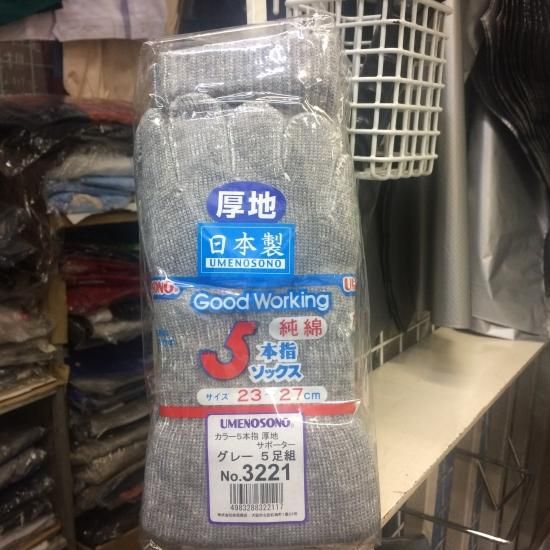 厚地
日本製
UMENOSONO
Good Working
純綿
5
本指
ソックス
サイズ 23~27cm
UMENOSONO®
カラー5本指 厚地
サポーター
グレー 5足組
No.3221
4983288322117